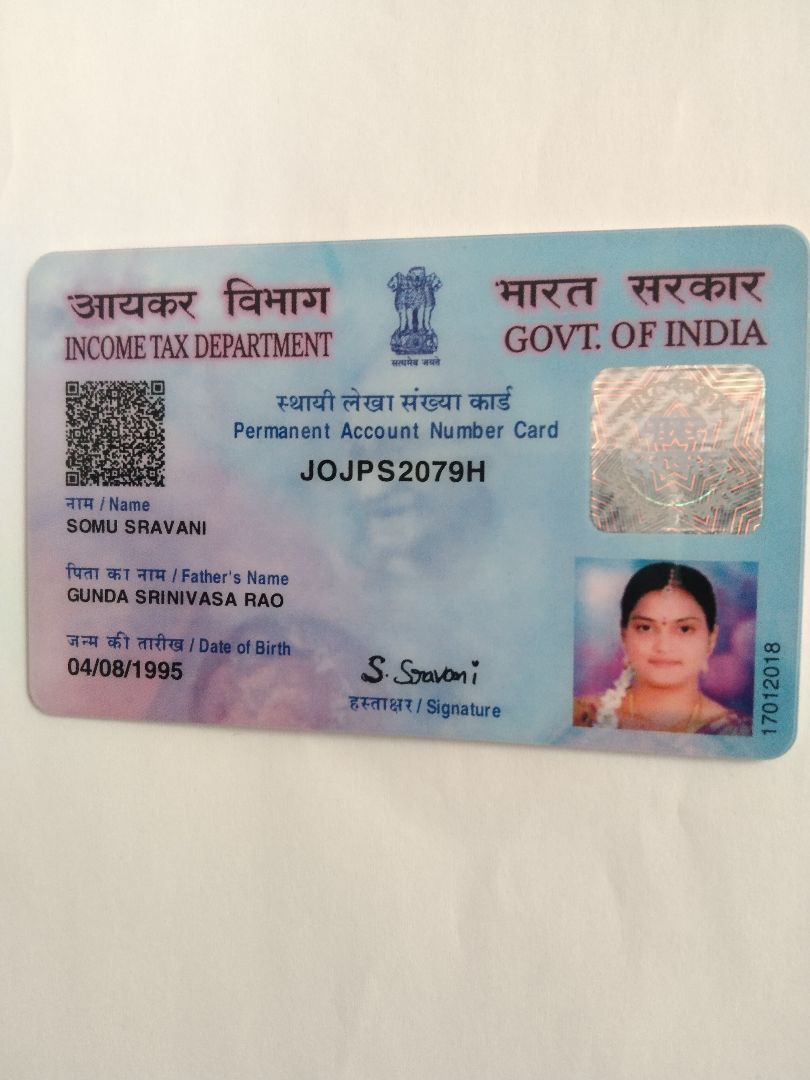 आयकर विभाग
INCOME TAX DEPARTMENT
सत्यमेव जयते
भारत सरकार
GOVT. OF INDIA
स्थायी लेखा संख्या कार्ड
Permanent Account Number Card
JOJPS2079H
नाम / Name
SOMU SRAVANI
पिता का नाम / Father's Name
GUNDA SRINIVASA RAO
जन्म की तारीख / Date of Birth
04/08/1995
S. Sravani
हस्ताक्षर / Signature
17012018